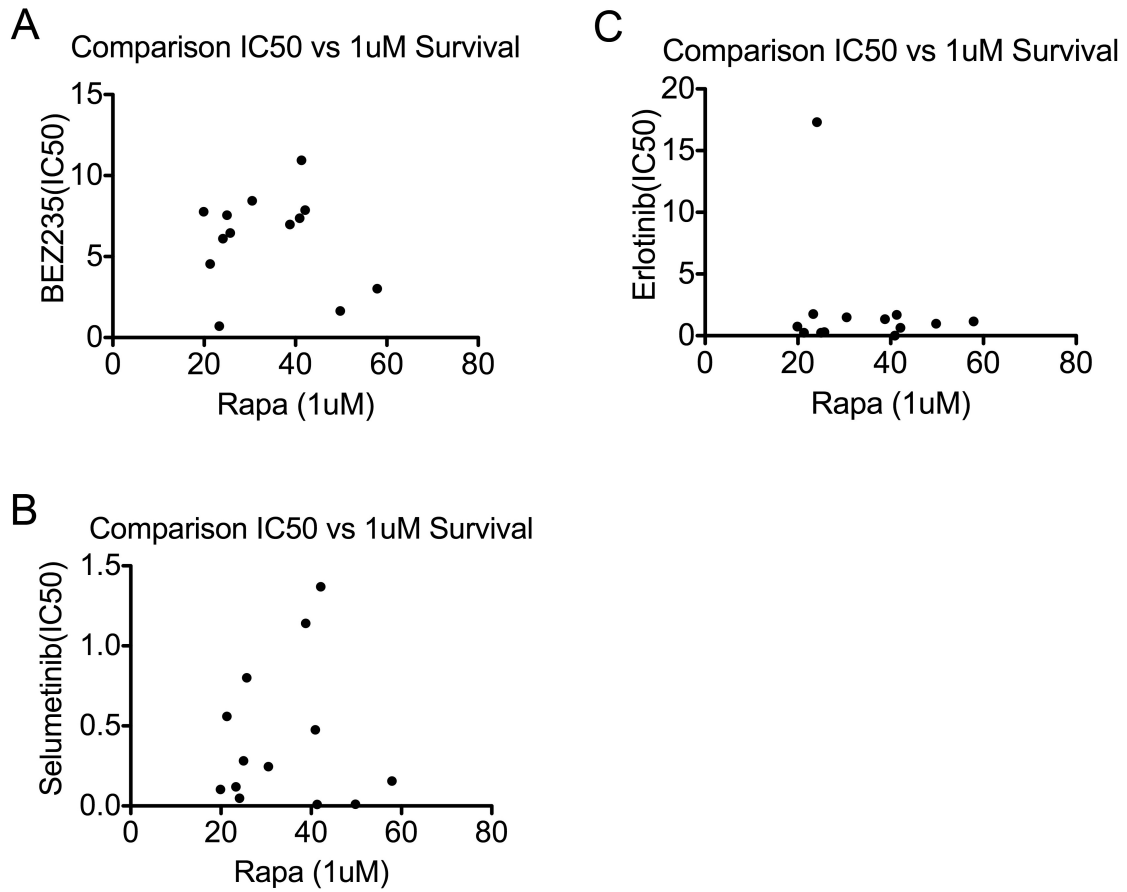 A
Comparison IC50 vs 1uM Survival
BEZ235(IC50)
15
10
5
0
0 20 40 60 80
Rapa (1uM)
C
Comparison IC50 vs 1uM Survival
Erlotinib(IC50)
20
15
10
5
0
0 20 40 60 80
Rapa (1uM)
B
Comparison IC50 vs 1uM Survival
Selumetinib(IC50)
1.5
1.0
0.5
0.0
0 20 40 60 80
Rapa (1uM)